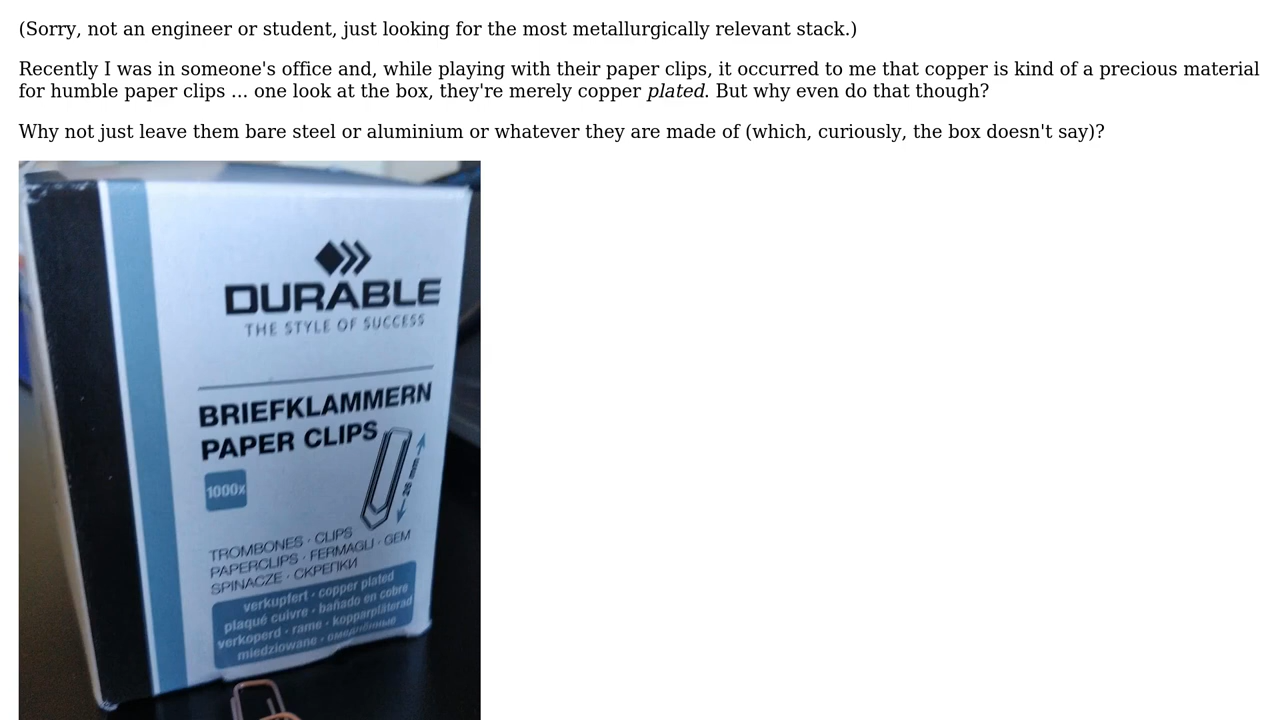 (Sorry, not an engineer or student, just looking for the most metallurgically relevant stack.)
Recently I was in someone's office and, while playing with their paper clips, it occurred to me that copper is kind of a precious material
for humble paper clips ... one look at the box, they're merely copper plated. But why even do that though?
Why not just leave them bare steel or aluminium or whatever they are made of (which, curiously, the box doesn't say)?
DURABLE
THE STYLE OF SUCCESS
BRIEFKLAMMERN
PAPER CLIPS
26 mm
1000x
TROMBONES · CLIPS
PAPERCLIPS · FERMAGLI · GEM
SPINACZE · СКРЕПКИ
verkupfert · copper plated
plaqué cuivre · bañado en cobre
verkoperd · rame · kopparpläterad
miedziowane · омеднённые